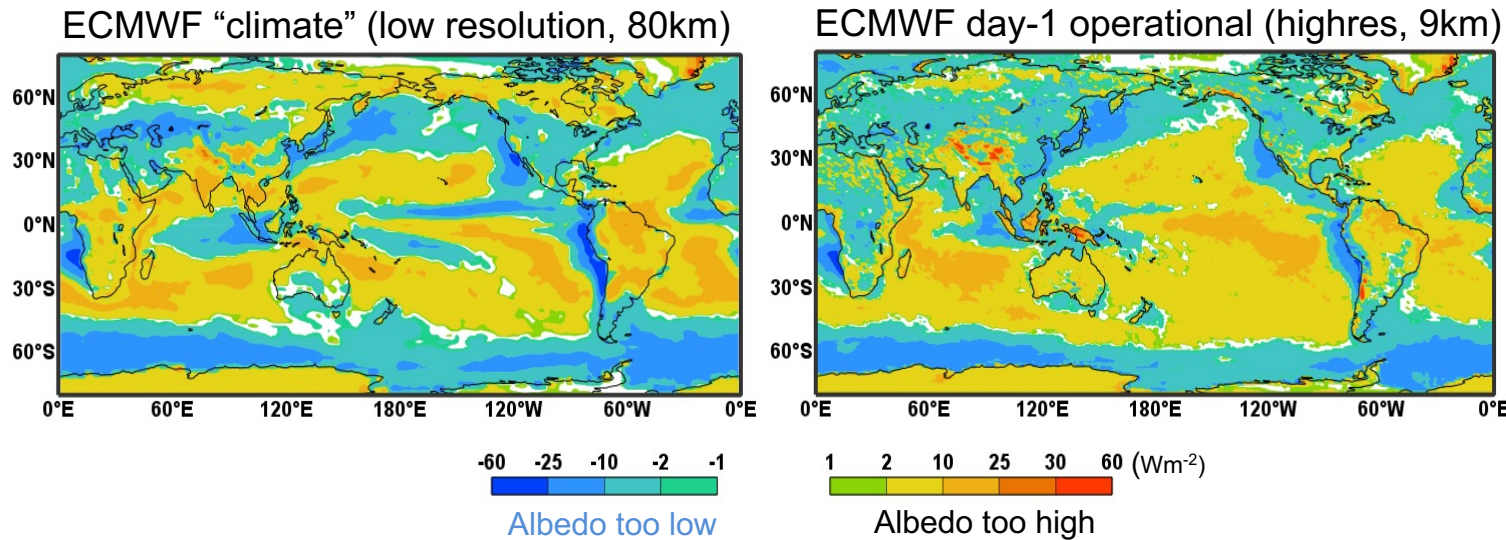 ECMWF “climate” (low resolution, 80km)
ECMWF day-1 operational (highres, 9km)
60°N
30°N
0°N
30°S
60°S
0°E 60°E 120°E 180°E 120°W 60°W 0°E
60°N
30°N
0°N
30°S
60°S
0°E 60°E 120°E 180°E 120°W 60°W 0°E
-60 -25 -10 -2 -1
Albedo too low
1 2 10 25 30 60 (Wm-2)
Albedo too high